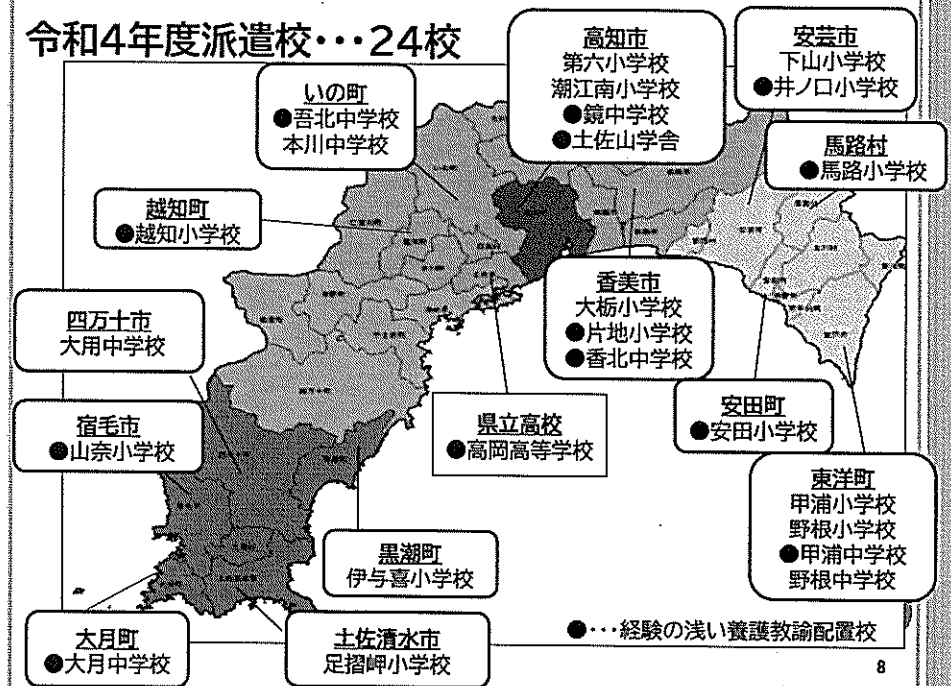 令和4年度派遣校・・・24校
高知市
第六小学校
潮江南小学校
●鏡中学校
●土佐山学舎
安芸市
下山小学校
●井ノ口小学校
いの町
●吾北中学校
本川中学校
馬路村
●馬路小学校
越知町
●越知小学校
香美市
大栃小学校
●片地小学校
●香北中学校
四万十市
大用中学校
安田町
●安田小学校
県立高校
●高岡高等学校
宿毛市
●山奈小学校
東洋町
甲浦小学校
野根小学校
●甲浦中学校
野根中学校
黒潮町
伊与喜小学校
大月町
●大月中学校
土佐清水市
足摺岬小学校
●・・・経験の浅い養護教諭配置校
8